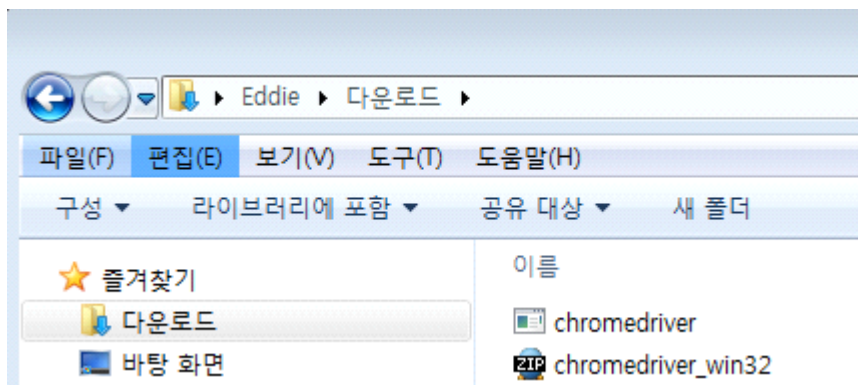 Eddie 다운로드
파일(F) 편집(E) 보기(V) 도구(T) 도움말(H)
구성 라이브러리에 포함 공유 대상 새 폴더
즐겨찾기
다운로드
바탕 화면
이름
chromedriver
ZIP chromedriver_win32